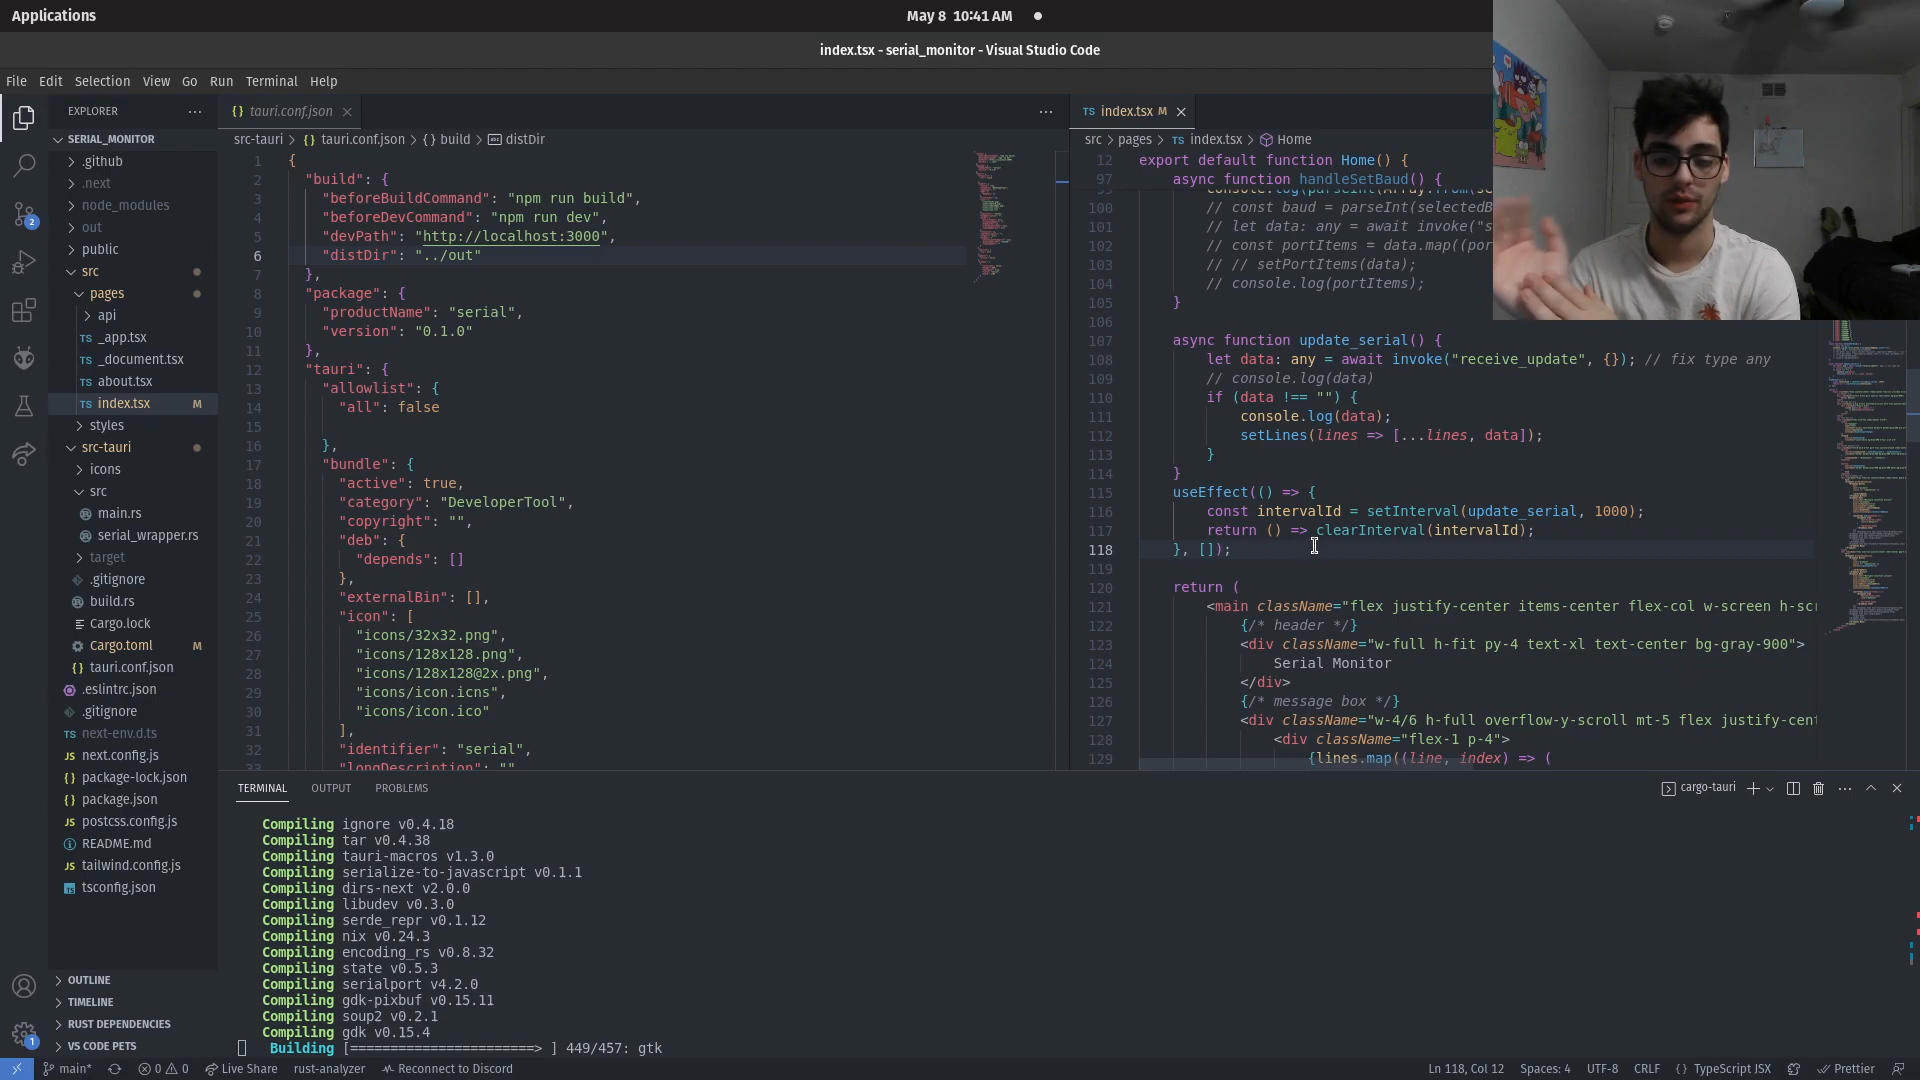 Applications
May 8 10:41 AM
index.tsx - serial_monitor - Visual Studio Code
File Edit Selection View Go Run Terminal Help
EXPLORER
SERIAL_MONITOR
.github
.next
node_modules
out
public
src
pages
api
_app.tsx
_document.tsx
about.tsx
index.tsx M
styles
src-tauri
icons
src
main.rs
serial_wrapper.rs
target
.gitignore
build.rs
Cargo.lock
Cargo.toml M
tauri.conf.json
.eslintrc.json
.gitignore
next-env.d.ts
next.config.js
package-lock.json
package.json
postcss.config.js
README.md
tailwind.config.js
tsconfig.json
OUTLINE
TIMELINE
RUST DEPENDENCIES
VS CODE PETS
2
1
tauri.conf.json
src-tauri > tauri.conf.json > build > distDir
1 {
2 "build": {
3 "beforeBuildCommand": "npm run build",
4 "beforeDevCommand": "npm run dev",
5 "devPath": "http://localhost:3000",
6 "distDir": "../out"
7 },
8 "package": {
9 "productName": "serial",
10 "version": "0.1.0"
11 },
12 "tauri": {
13 "allowlist": {
14 "all": false
15
16 },
17 "bundle": {
18 "active": true,
19 "category": "DeveloperTool",
20 "copyright": "",
21 "deb": {
22 "depends": []
23 },
24 "externalBin": [],
25 "icon": [
26 "icons/32x32.png",
27 "icons/128x128.png",
28 "icons/128x128@2x.png",
29 "icons/icon.icns",
30 "icons/icon.ico"
31 ],
32 "identifier": "serial",
33 "longDescription": ""
TS index.tsx M
src > pages > TS index.tsx > Home
12 export default function Home() {
97 async function handleSetBaud() {
console.log(parseInt(Array.from(se
100 // const baud = parseInt(selectedB
101 // let data: any = await invoke("s
102 // const portItems = data.map((por
103 // // setPortItems(data);
104 // console.log(portItems);
105 }
106
107 async function update_serial() {
108 let data: any = await invoke("receive_update", {}); // fix type any
109 // console.log(data)
110 if (data !== "") {
111 console.log(data);
112 setLines(lines => [...lines, data]);
113 }
114 }
115 useEffect(() => {
116 const intervalId = setInterval(update_serial, 1000);
117 return () => clearInterval(intervalId);
118 }, []);
119
120 return (
121 <main className="flex justify-center items-center flex-col w-screen h-scr
122 {/* header */}
123 <div className="w-full h-fit py-4 text-xl text-center bg-gray-900">
124 Serial Monitor
125 </div>
126 {/* message box */}
127 <div className="w-4/6 h-full overflow-y-scroll mt-5 flex justify-cent
128 <div className="flex-1 p-4">
129 {lines.map((line, index) => (
TERMINAL OUTPUT PROBLEMS
cargo-tauri
Compiling ignore v0.4.18
Compiling tar v0.4.38
Compiling tauri-macros v1.3.0
Compiling serialize-to-javascript v0.1.1
Compiling dirs-next v2.0.0
Compiling libudev v0.3.0
Compiling serde_repr v0.1.12
Compiling nix v0.24.3
Compiling encoding_rs v0.8.32
Compiling state v0.5.3
Compiling serialport v4.2.0
Compiling gdk-pixbuf v0.15.11
Compiling soup2 v0.2.1
Compiling gdk v0.15.4
Building [=======================> ] 449/457: gtk
main* 0 0 Live Share rust-analyzer Reconnect to Discord
Ln 118, Col 12 Spaces: 4 UTF-8 CRLF {} TypeScript JSX Prettier